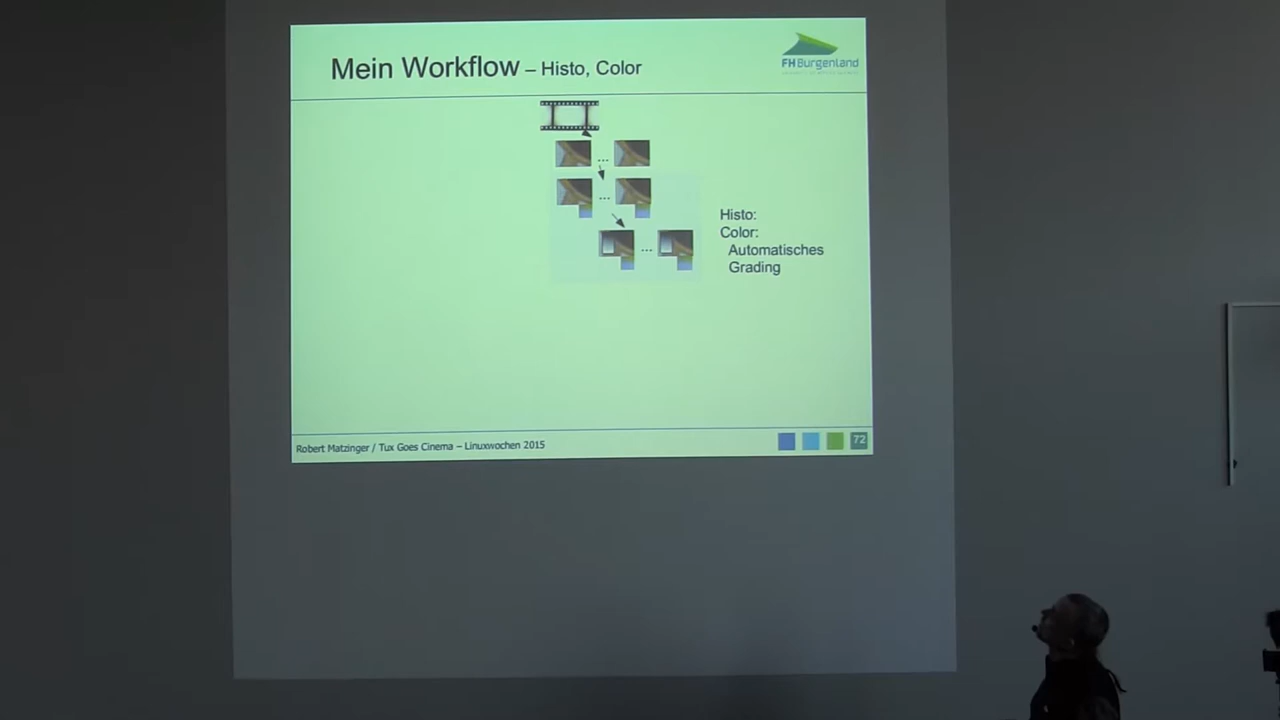 Mein Workflow – Histo, Color
FH Burgenland
...
...
...
Histo:
Color:
Automatisches
Grading
Robert Matzinger / Tux Goes Cinema – Linuxwochen 2015
72